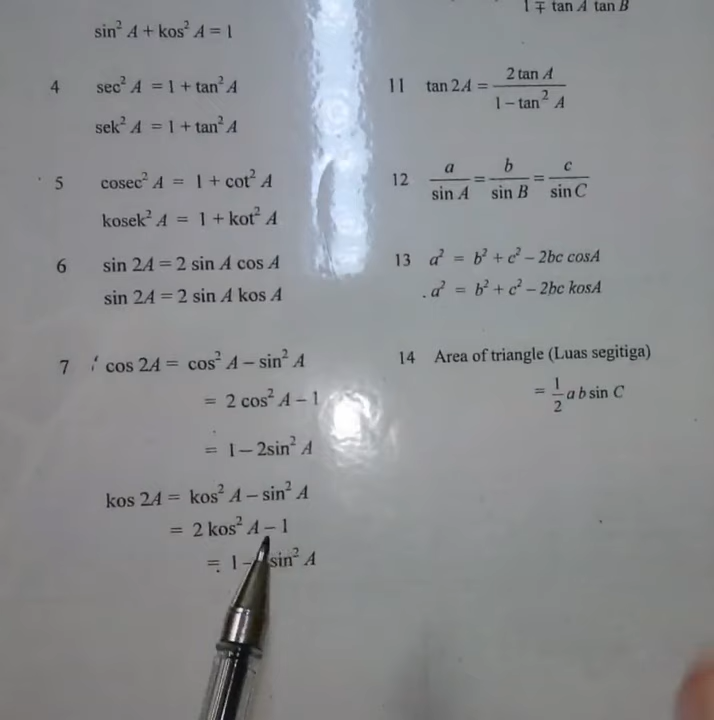 sin² A + kos² A = 1
4 sec² A = 1 + tan² A
sek² A = 1 + tan² A
5 cosec² A = 1 + cot² A
kosek² A = 1 + kot² A
6 sin 2A = 2 sin A cos A
sin 2A = 2 sin A kos A
7 cos 2A = cos² A – sin² A
= 2 cos² A – 1
= 1 – 2sin² A
kos 2A = kos² A – sin² A
= 2 kos² A – 1
= 1 – sin² A
1 ∓ tan A tan B
11 tan 2A = 2 tan A / 1 – tan² A
12 a / sin A = b / sin B = c / sin C
13 a² = b² + c² – 2bc cosA
a² = b² + c² – 2bc kosA
14 Area of triangle (Luas segitiga)
= 1/2 a b sin C